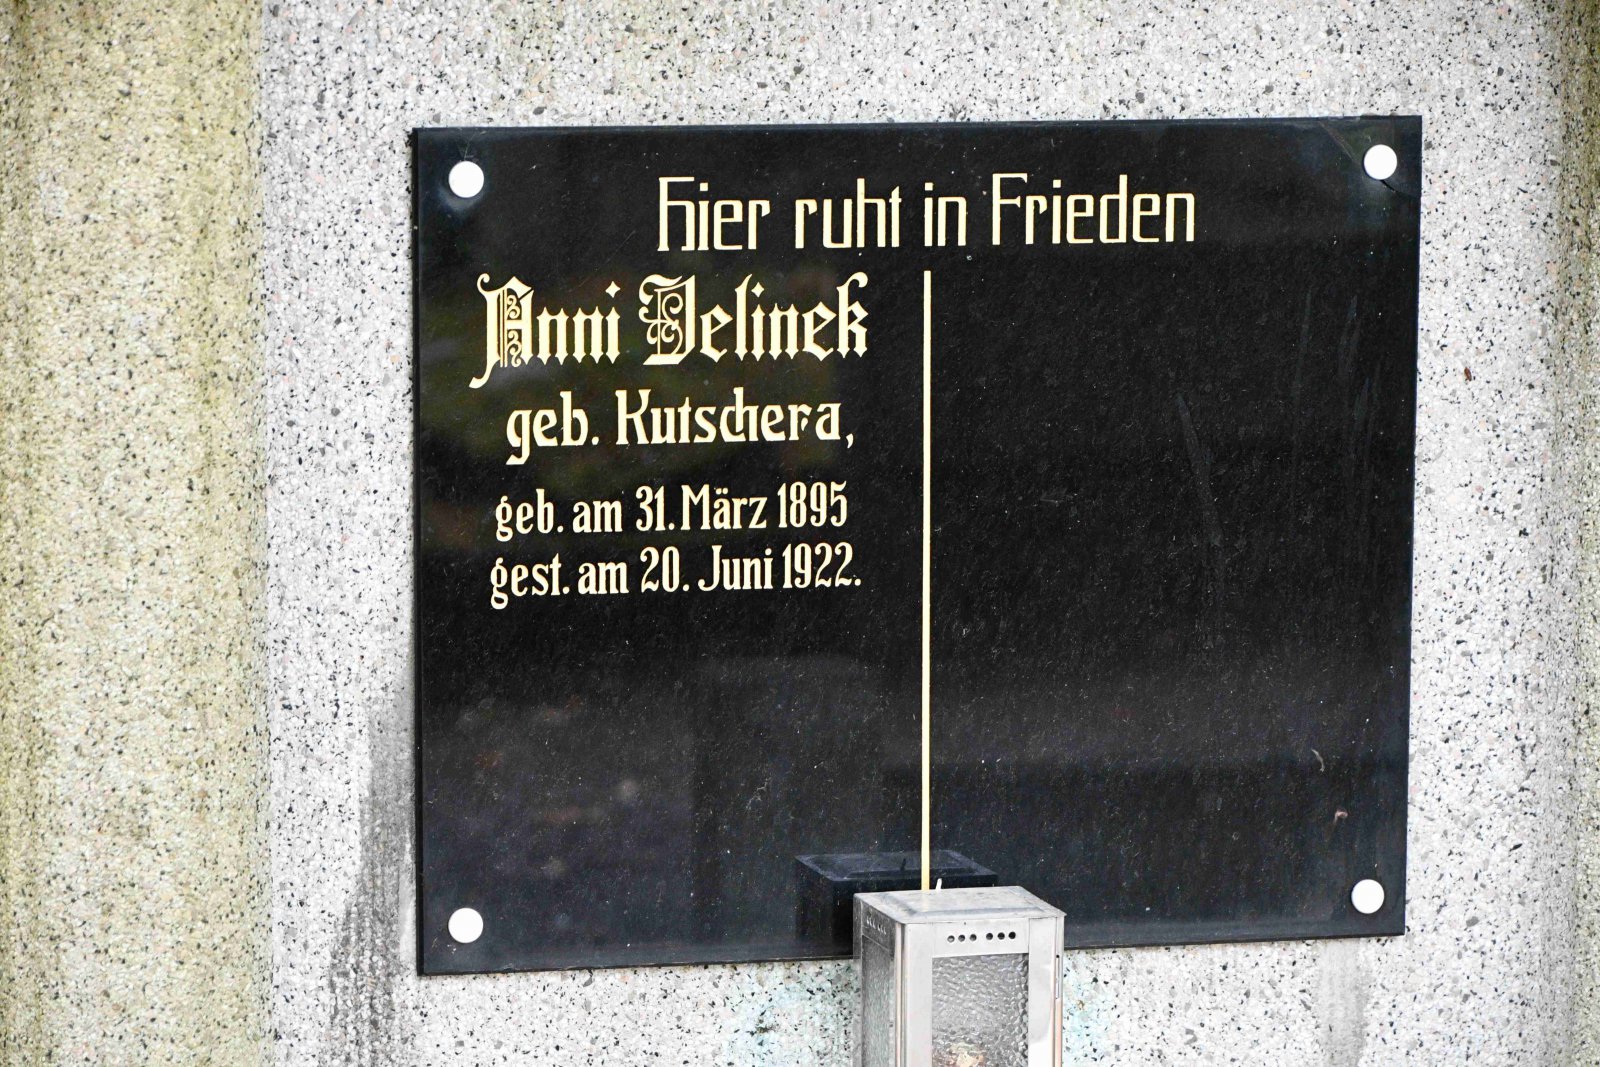 Hier ruht in Frieden
Anni Jelinek
geb. Kutschera,
geb. am 31. März 1895
gest. am 20. Juni 1922.